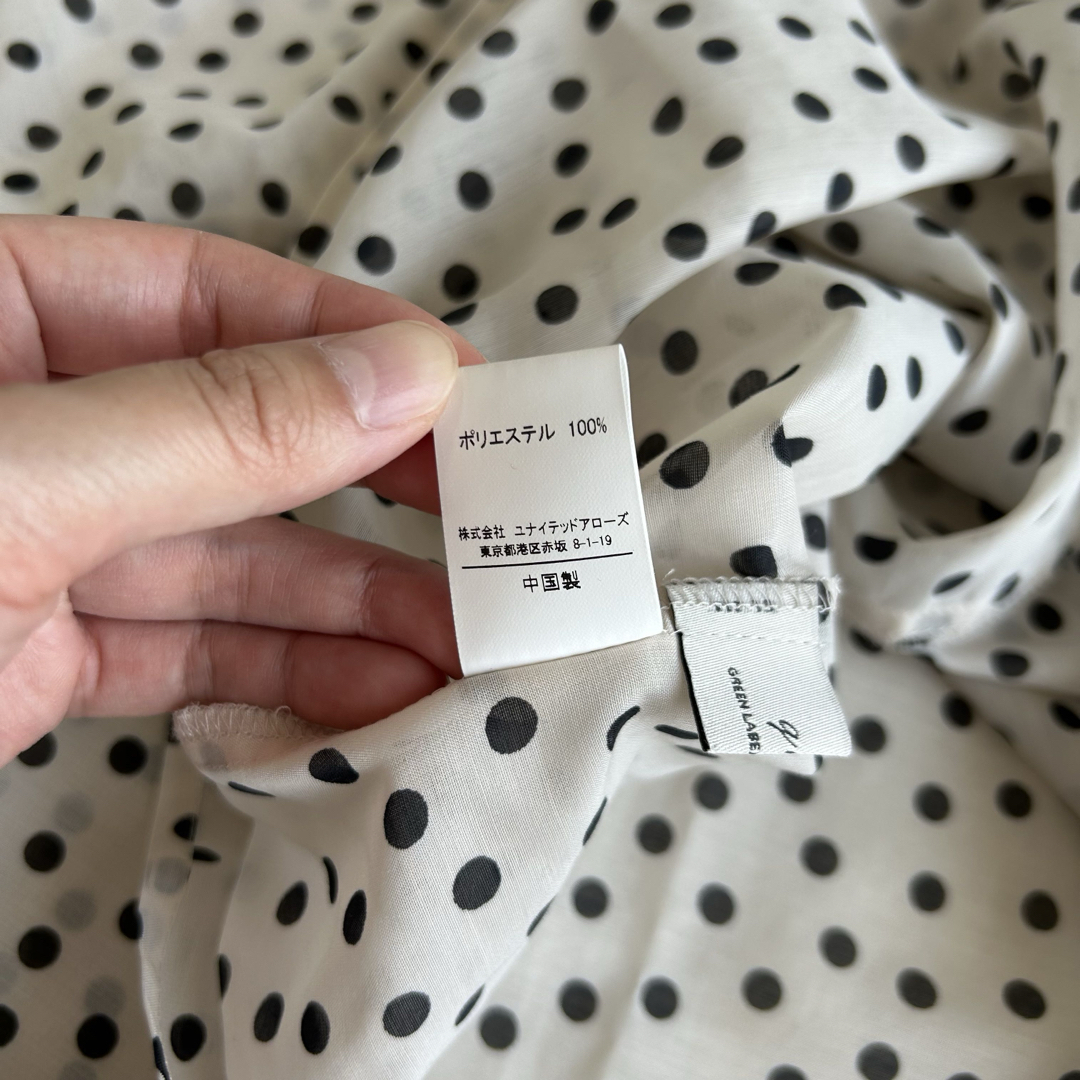 ポリエステル 100%
株式会社 ユナイテッドアローズ
東京都港区赤坂 8-1-19
中国製
GREEN LABE